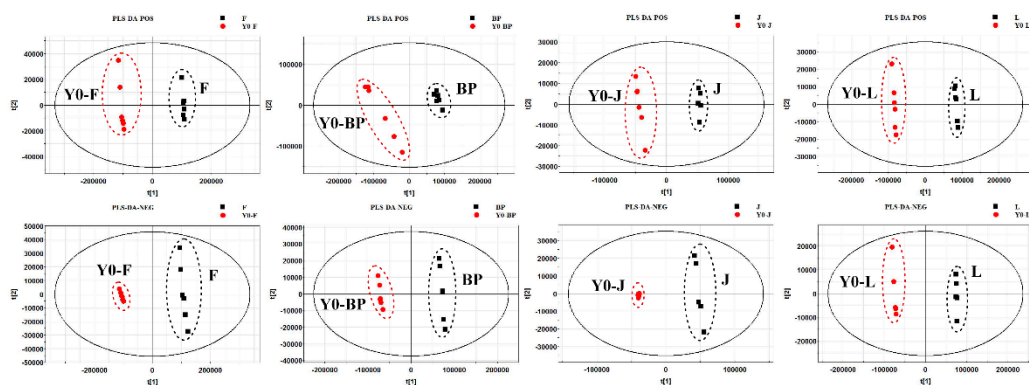 PLS DA POS
F
Y0-F
40000
20000
0
-20000
-40000
t[2]
Y0-F
F
-200000
0
200000
t[1]
PLS DA POS
BP
Y0-BP
100000
0
-100000
t[2]
Y0-BP
BP
-300000
-200000
-100000
0
100000
200000
300000
t[1]
PLS DA POS
J
Y0-J
30000
20000
10000
0
-10000
-20000
-30000
t[2]
Y0-J
J
-100000
0
100000
t[1]
PLS DA POS
L
Y0-L
30000
20000
10000
0
-10000
-20000
-30000
t[2]
Y0-L
L
-200000
-100000
0
100000
200000
t[1]
PLS-DA-NEG
F
Y0-F
50000
40000
30000
20000
10000
0
-10000
-20000
-30000
-40000
-50000
t[2]
Y0-F
F
-200000
0
200000
t[1]
PLS DA NEG
BP
Y0-BP
40000
30000
20000
10000
0
-10000
-20000
-30000
-40000
t[2]
Y0-BP
BP
-200000
-100000
0
100000
200000
t[1]
PLS-DA-NEG
J
Y0-J
30000
20000
10000
0
-10000
-20000
-30000
t[2]
Y0-J
J
-100000
0
100000
t[1]
PLS-DA-NEG
L
Y0-L
20000
10000
0
-10000
-20000
t[2]
Y0-L
L
-200000
-100000
0
100000
200000
t[1]